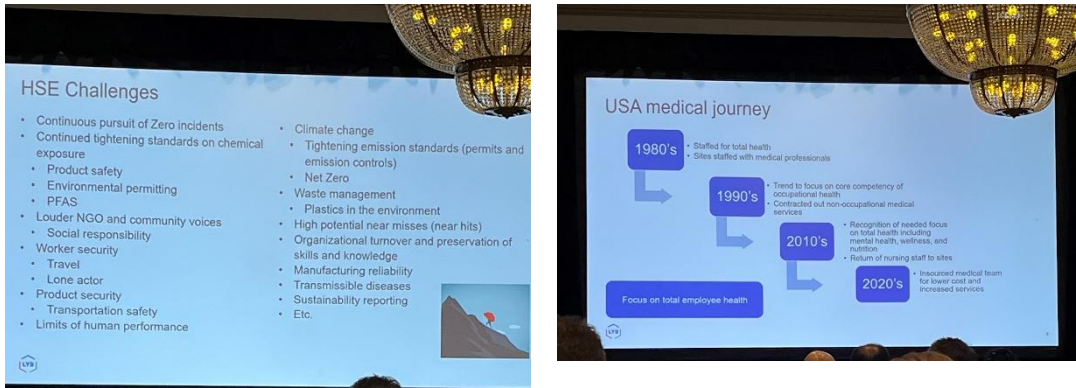 HSE Challenges
• Continuous pursuit of Zero incidents
• Continued tightening standards on chemical
exposure
• Product safety
• Environmental permitting
• PFAS
• Louder NGO and community voices
• Social responsibility
• Worker security
• Travel
• Lone actor
• Product security
• Transportation safety
• Limits of human performance
• Climate change
• Tightening emission standards (permits and
emission controls)
• Net Zero
• Waste management
• Plastics in the environment
• High potential near misses (near hits)
• Organizational turnover and preservation of
skills and knowledge
• Manufacturing reliability
• Transmissible diseases
• Sustainability reporting
• Etc.
LYB
USA medical journey
1980's
• Staffed for total health
• Sites staffed with medical professionals
1990's
• Trend to focus on core competency of
occupational health
• Contracted out non-occupational medical
services
2010's
• Recognition of needed focus
on total health including
mental health, wellness, and
nutrition
• Return of nursing staff to sites
2020's
• Insourced medical team
for lower cost and
increased services
Focus on total employee health
LYB